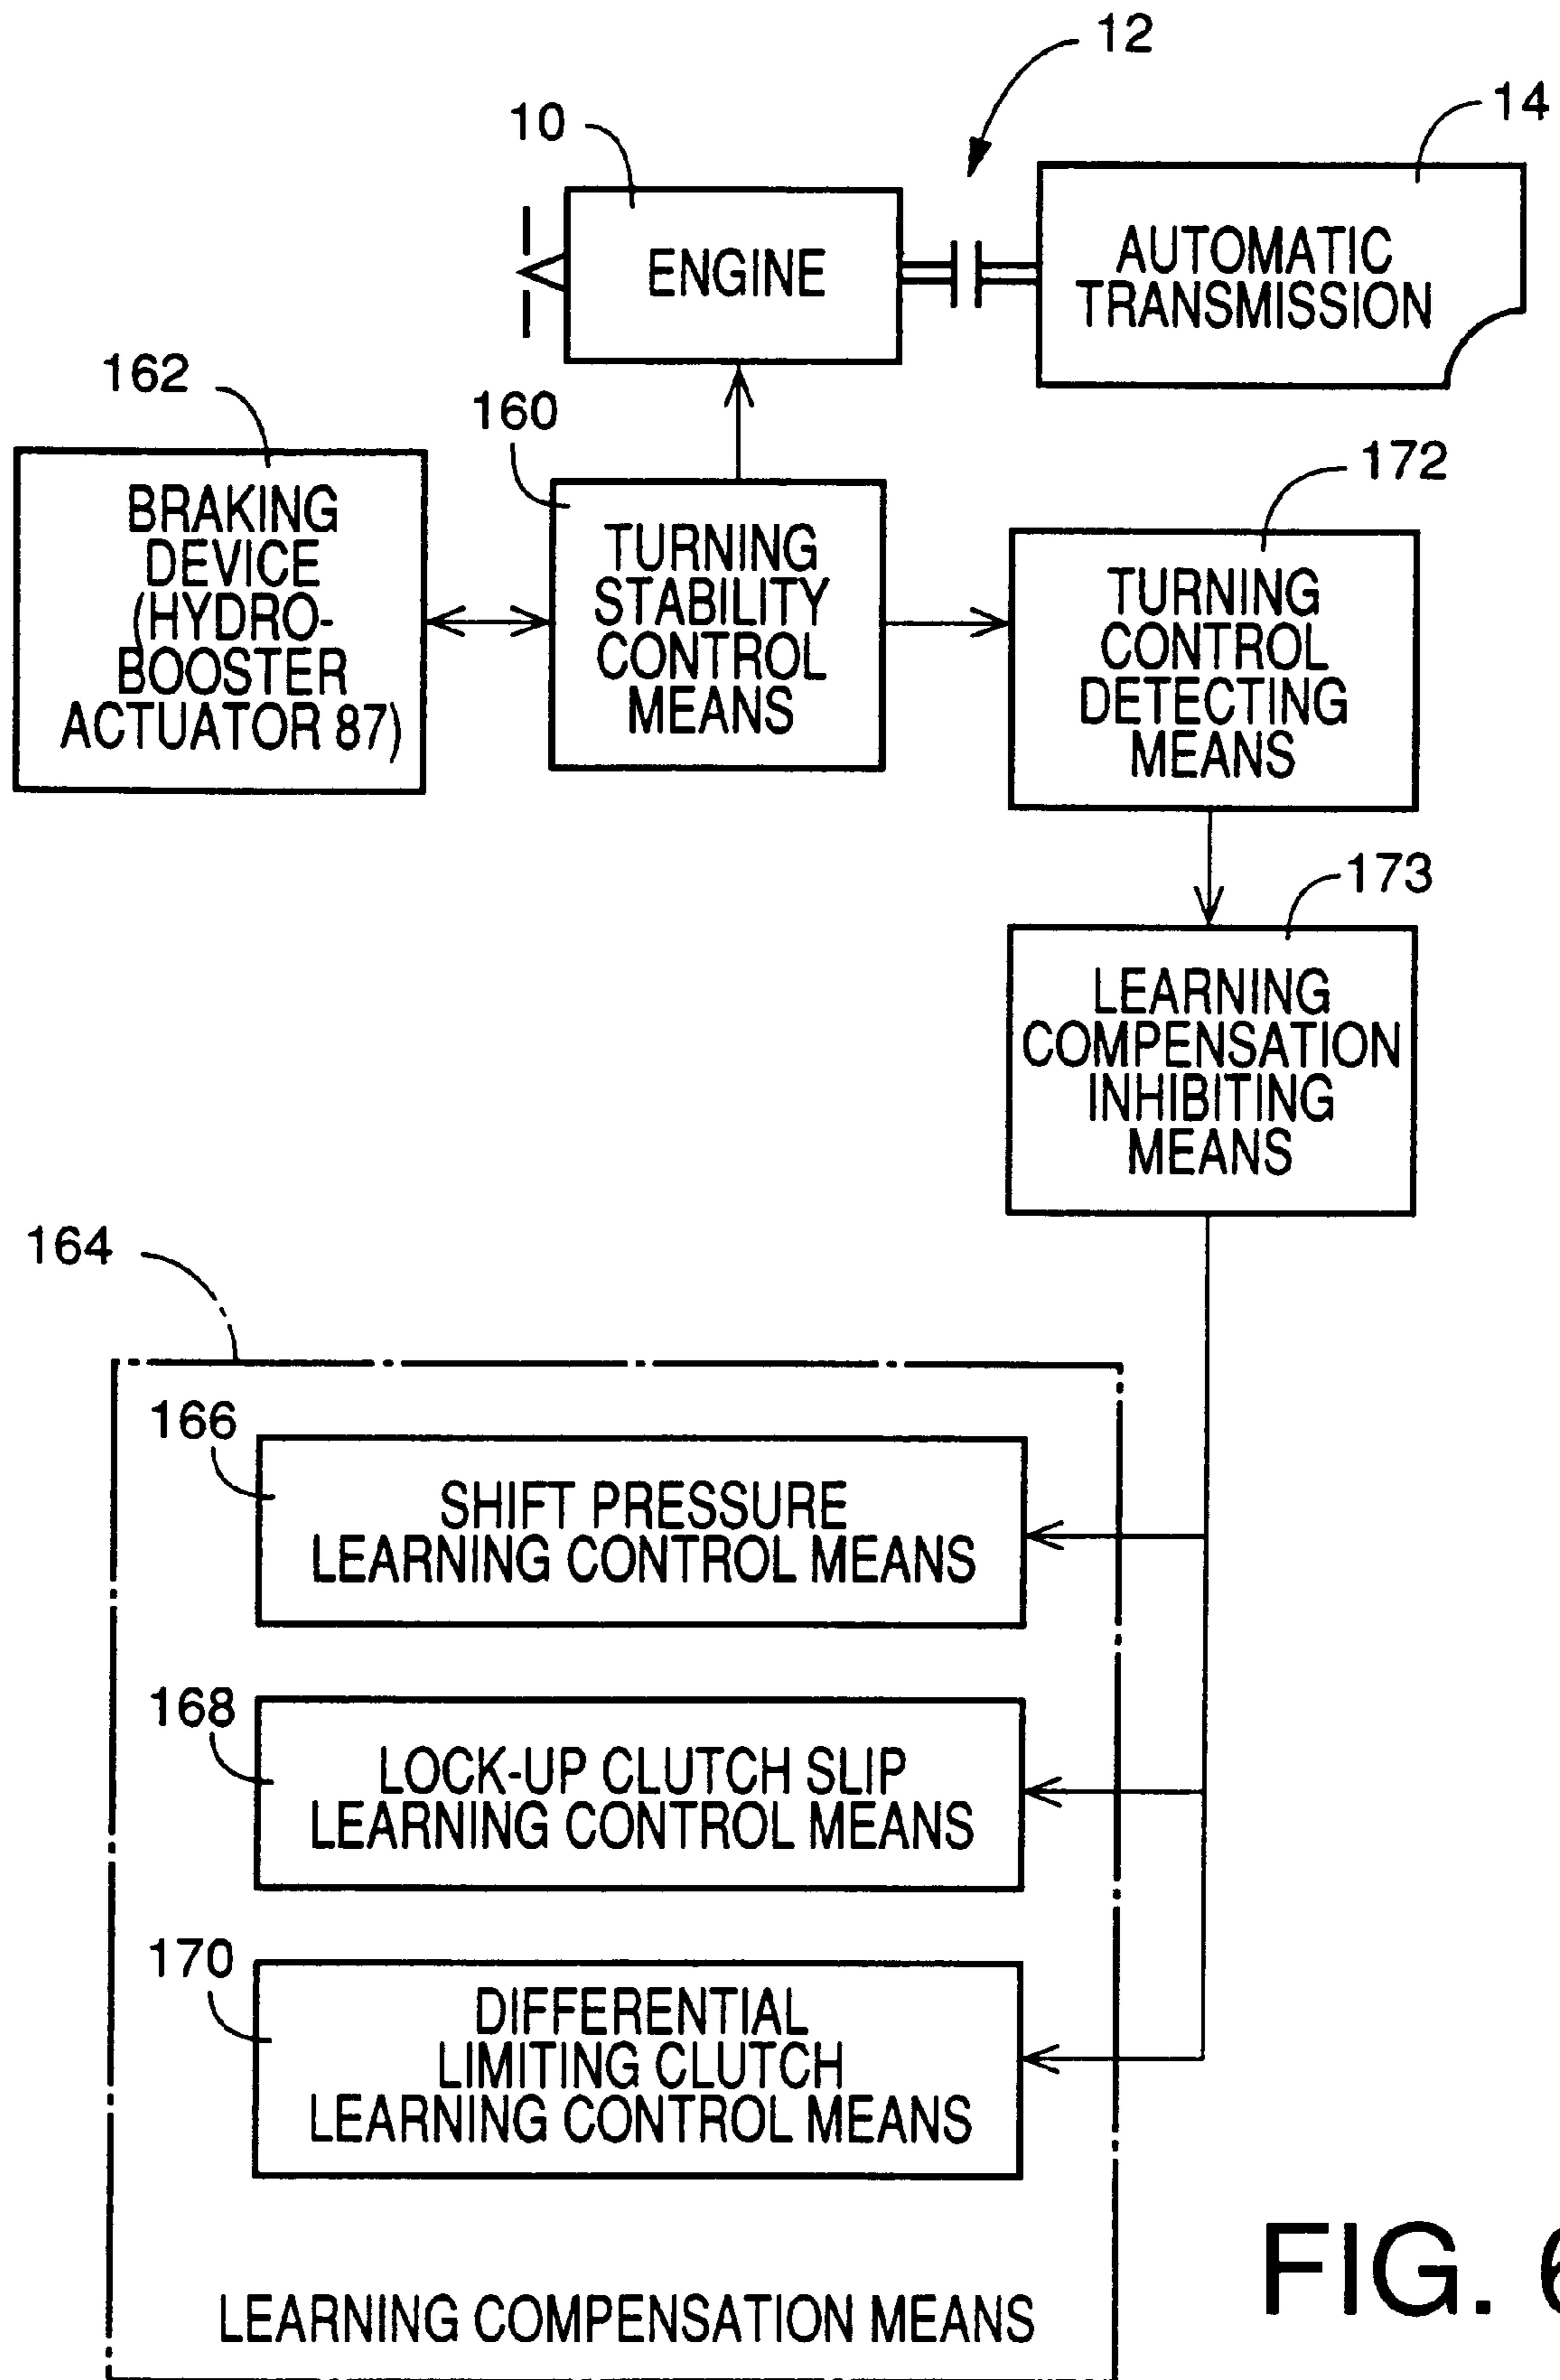 12
10
14
ENGINE
AUTOMATIC
TRANSMISSION
162
160
172
BRAKING
DEVICE
(HYDRO-
BOOSTER
ACTUATOR 87)
TURNING
STABILITY
CONTROL
MEANS
TURNING
CONTROL
DETECTING
MEANS
173
LEARNING
COMPENSATION
INHIBITING
MEANS
164
166
SHIFT PRESSURE
LEARNING CONTROL MEANS
168
LOCK-UP CLUTCH SLIP
LEARNING CONTROL MEANS
170
DIFFERENTIAL
LIMITING CLUTCH
LEARNING CONTROL MEANS
LEARNING COMPENSATION MEANS
FIG. 6